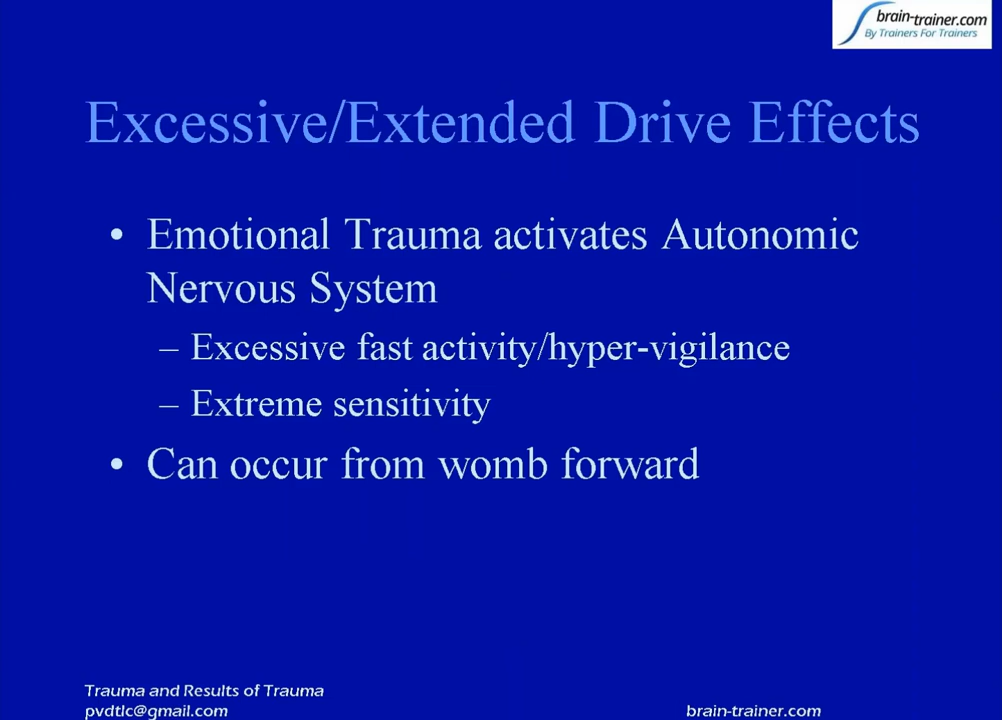 brain-trainer.com
By Trainers For Trainers
Excessive/Extended Drive Effects
• Emotional Trauma activates Autonomic
Nervous System
– Excessive fast activity/hyper-vigilance
– Extreme sensitivity
• Can occur from womb forward
Trauma and Results of Trauma
pvdtlc@gmail.com
brain-trainer.com